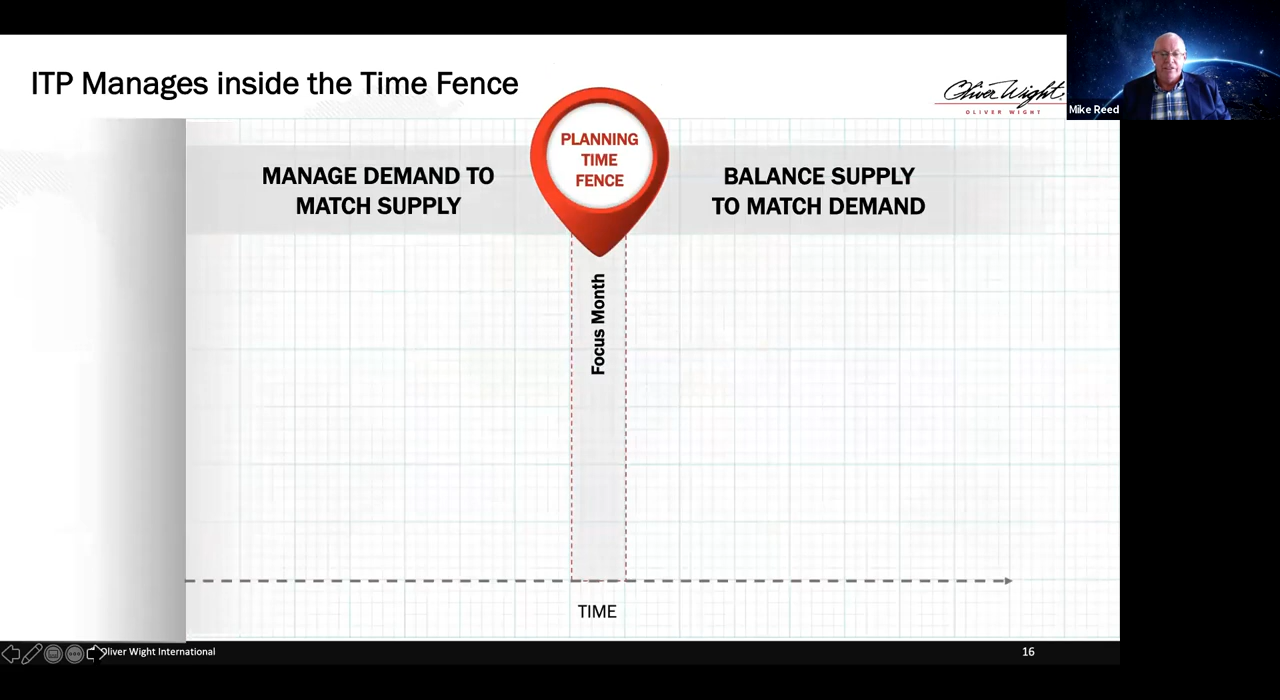 ITP Manages inside the Time Fence
Oliver Wight
OLIVER WIGHT
Mike Reed
PLANNING
TIME
FENCE
MANAGE DEMAND TO
MATCH SUPPLY
BALANCE SUPPLY
TO MATCH DEMAND
Focus Month
TIME
Oliver Wight International
16